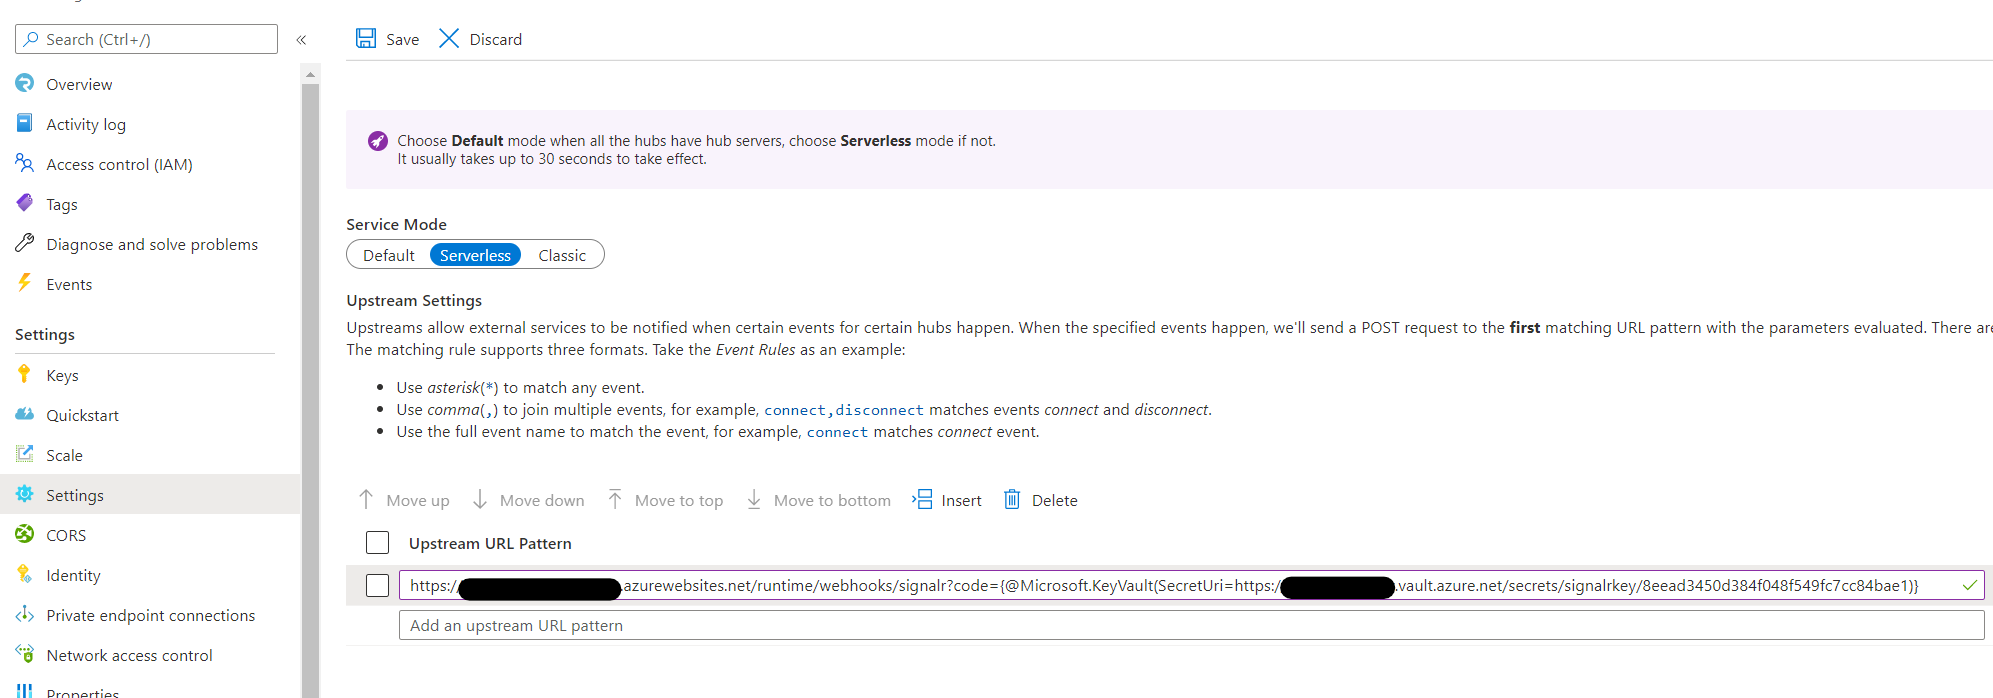 Search (Ctrl+/)
«
Save
Discard
Overview
Activity log
Access control (IAM)
Tags
Diagnose and solve problems
Events
Settings
Keys
Quickstart
Scale
Settings
CORS
Identity
Private endpoint connections
Network access control
Properties
Choose Default mode when all the hubs have hub servers, choose Serverless mode if not.
It usually takes up to 30 seconds to take effect.
Service Mode
Default Serverless Classic
Upstream Settings
Upstreams allow external services to be notified when certain events for certain hubs happen. When the specified events happen, we'll send a POST request to the first matching URL pattern with the parameters evaluated. There are
The matching rule supports three formats. Take the Event Rules as an example:
• Use asterisk(*) to match any event.
• Use comma(,) to join multiple events, for example, connect,disconnect matches events connect and disconnect.
• Use the full event name to match the event, for example, connect matches connect event.
Move up Move down Move to top Move to bottom Insert Delete
Upstream URL Pattern
https:/ .azurewebsites.net/runtime/webhooks/signalr?code={@Microsoft.KeyVault(SecretUri=https:/ .vault.azure.net/secrets/signalrkey/8eead3450d384f048f549fc7cc84bae1)}
Add an upstream URL pattern